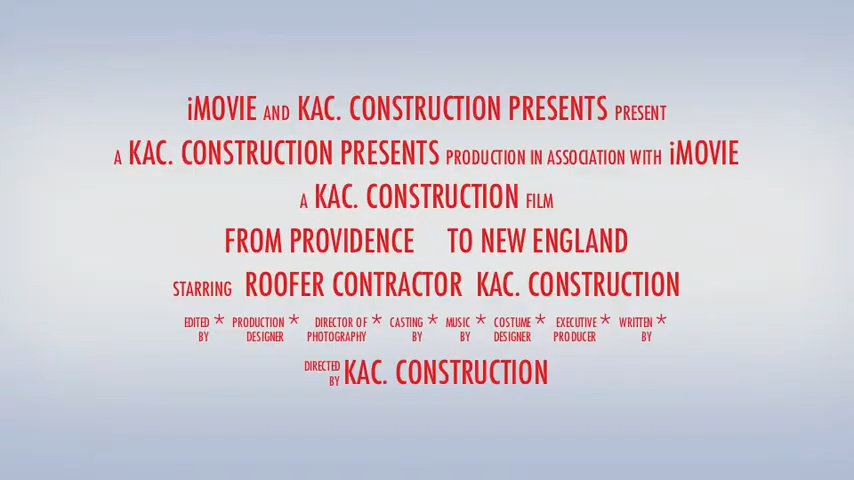 iMOVIE AND KAC. CONSTRUCTION PRESENTS PRESENT
A KAC. CONSTRUCTION PRESENTS PRODUCTION IN ASSOCIATION WITH iMOVIE
A KAC. CONSTRUCTION FILM
FROM PROVIDENCE TO NEW ENGLAND
STARRING ROOFER CONTRACTOR KAC. CONSTRUCTION
EDITED BY * PRODUCTION DESIGNER * DIRECTOR OF PHOTOGRAPHY * CASTING BY * MUSIC BY * COSTUME DESIGNER * EXECUTIVE PRODUCER * WRITTEN BY *
DIRECTED BY KAC. CONSTRUCTION